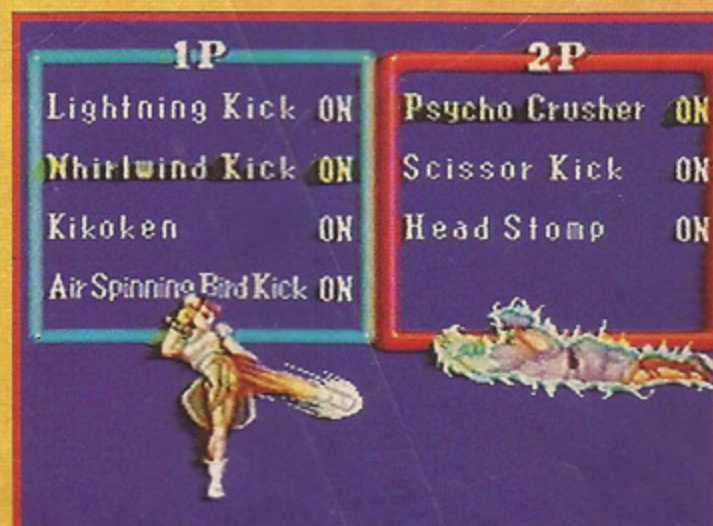 1P
Lightning Kick ON
Whirlwind Kick ON
Kikoken ON
Air Spinning Bird Kick ON
2P
Psycho Crusher ON
Scissor Kick ON
Head Stomp ON